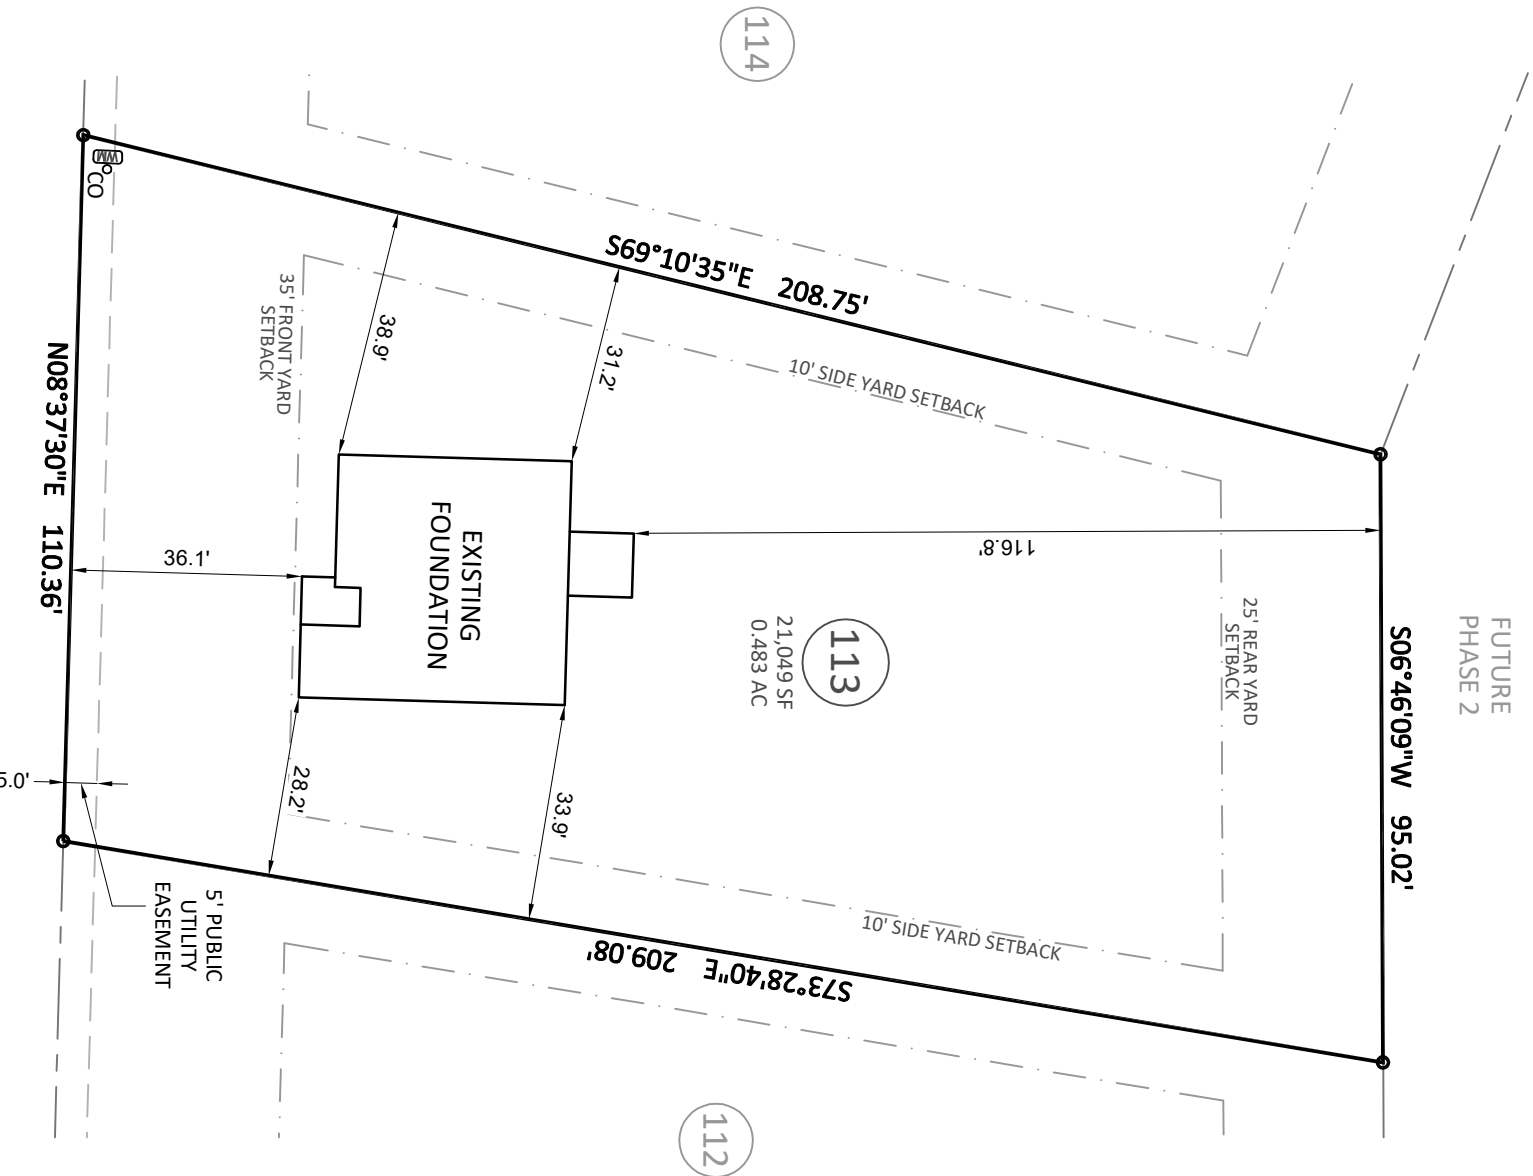 114
WM
CO
S69°10'35"E 208.75'
35' FRONT YARD
SETBACK
38.9'
31.2'
10' SIDE YARD SETBACK
N08°37'30"E 110.36'
36.1'
EXISTING
FOUNDATION
116.8'
113
21,049 SF
0.483 AC
25' REAR YARD
SETBACK
S06°46'09"W 95.02'
FUTURE
PHASE 2
28.2'
33.9'
5.0'
5' PUBLIC
UTILITY
EASEMENT
10' SIDE YARD SETBACK
S73°28'40"E 209.08'
112